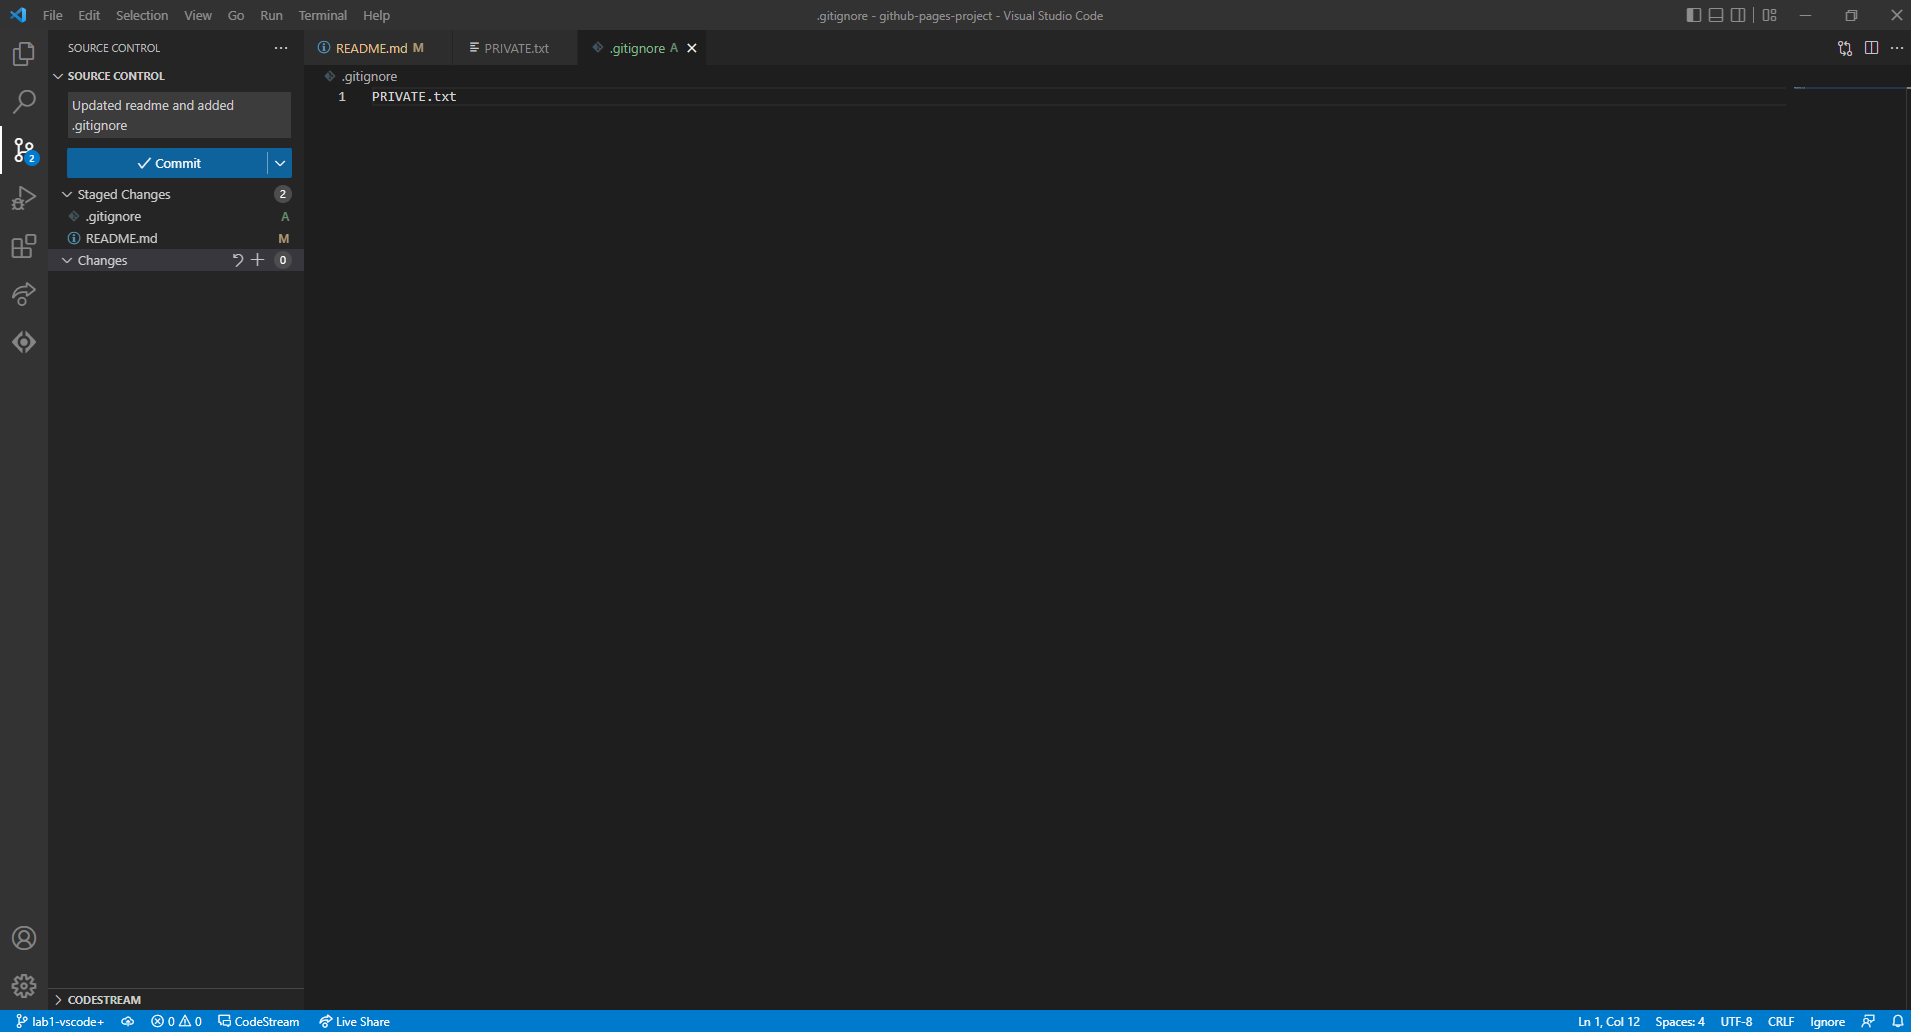 File Edit Selection View Go Run Terminal Help
.gitignore - github-pages-project - Visual Studio Code
SOURCE CONTROL
README.md M
PRIVATE.txt
.gitignore A
SOURCE CONTROL
.gitignore
1 PRIVATE.txt
Updated readme and added
.gitignore
Commit
Staged Changes 2
.gitignore A
README.md M
Changes 0
2
CODESTREAM
lab1-vscode+ 0 0 CodeStream Live Share
Ln 1, Col 12 Spaces: 4 UTF-8 CRLF Ignore